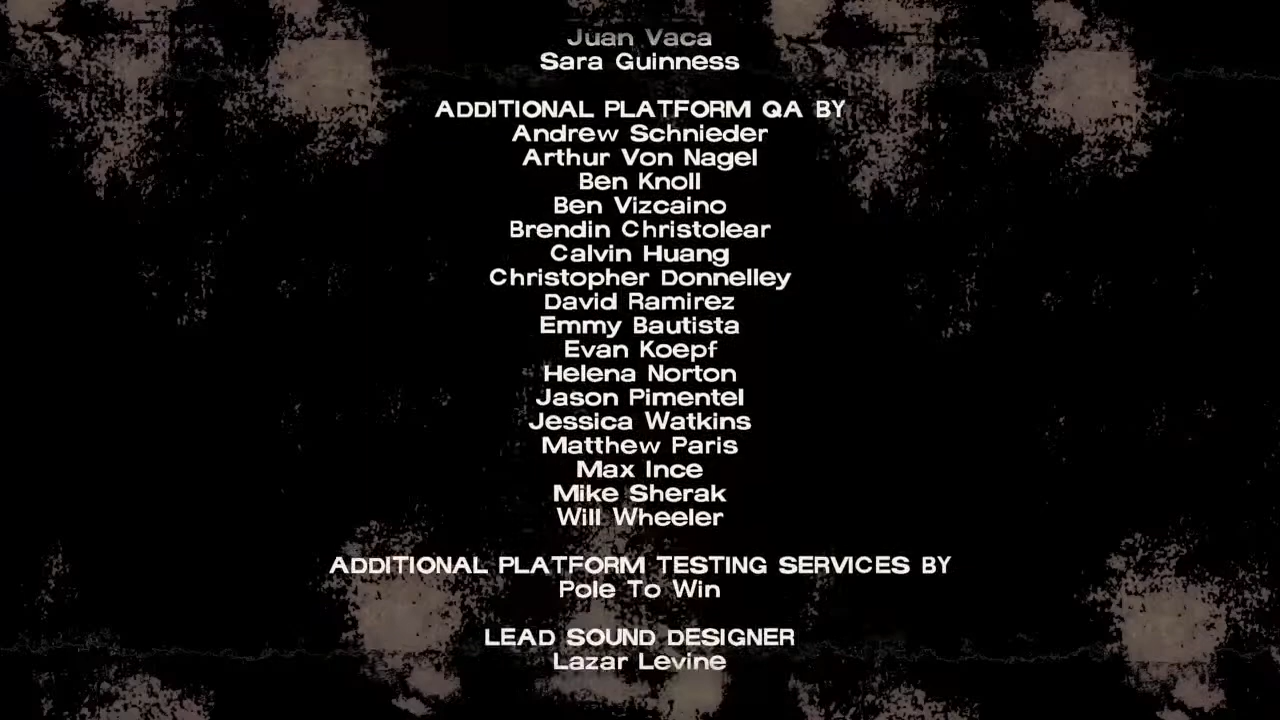 Juan Vaca
Sara Guinness
ADDITIONAL PLATFORM QA BY
Andrew Schnieder
Arthur Von Nagel
Ben Knoll
Ben Vizcaino
Brendin Christolear
Calvin Huang
Christopher Donnelley
David Ramirez
Emmy Bautista
Evan Koepf
Helena Norton
Jason Pimentel
Jessica Watkins
Matthew Paris
Max Ince
Mike Sherak
Will Wheeler
ADDITIONAL PLATFORM TESTING SERVICES BY
Pole To Win
LEAD SOUND DESIGNER
Lazar Levine